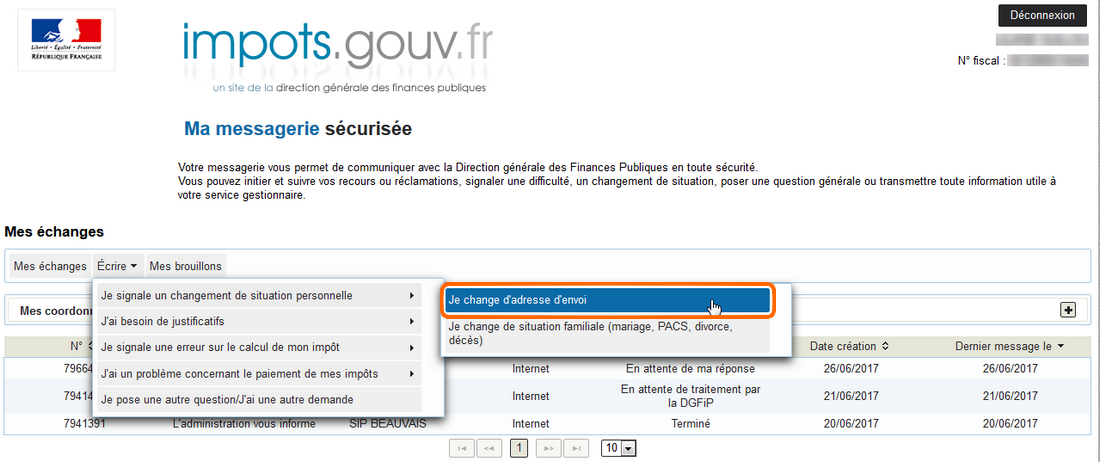 Déconnexion
Liberté • Égalité • Fraternité
RÉPUBLIQUE FRANÇAISE
impots.gouv.fr
N° fiscal :
un site de la direction générale des finances publiques
Ma messagerie sécurisée
Votre messagerie vous permet de communiquer avec la Direction générale des Finances Publiques en toute sécurité.
Vous pouvez initier et suivre vos recours ou réclamations, signaler une difficulté, un changement de situation, poser une question générale ou transmettre toute information utile à
votre service gestionnaire.
Mes échanges
Mes échanges Écrire Mes brouillons
Je signale un changement de situation personnelle
J'ai besoin de justificatifs
Je signale une erreur sur le calcul de mon impôt
J'ai un problème concernant le paiement de mes impôts
Je pose une autre question/J'ai une autre demande
Je change d'adresse d'envoi
Je change de situation familiale (mariage, PACS, divorce,
décès)
Mes coordon
N° Date création Dernier message le
7966 Internet En attente de ma réponse 26/06/2017 26/06/2017
7941 Internet En attente de traitement par
la DGFiP 21/06/2017 21/06/2017
7941391 L'administration vous informe SIP BEAUVAIS Internet Terminé 20/06/2017 20/06/2017
1 10